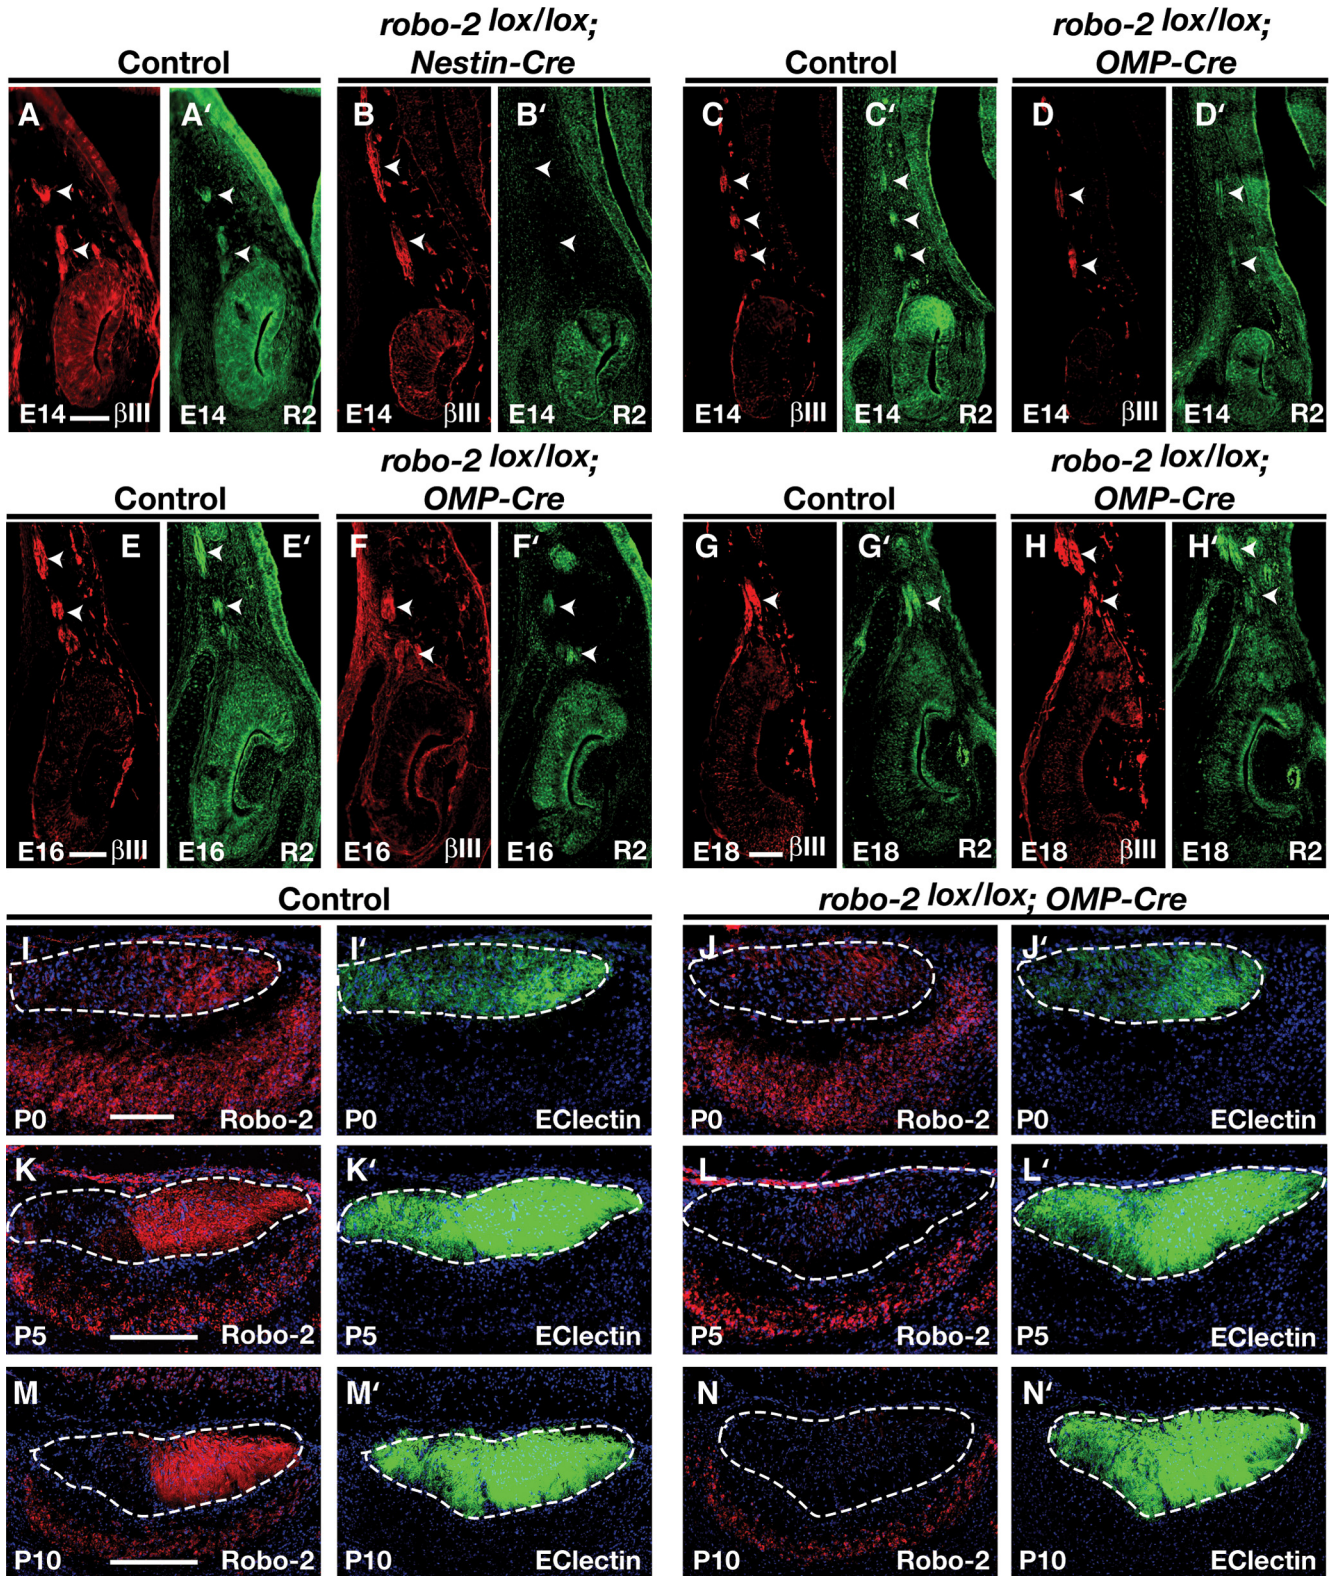 robo-2 lox/lox; robo-2 lox/lox;
Control Nestin-Cre Control OMP-Cre
A A' B B' C C' D D'
E14 βIII E14 R2 E14 βIII E14 R2 E14 βIII E14 R2 E14 βIII E14 R2
robo-2 lox/lox; robo-2 lox/lox;
Control OMP-Cre Control OMP-Cre
E E' F F' G G' H H'
E16 βIII E16 R2 E16 βIII E16 R2 E18 βIII E18 R2 E18 βIII E18 R2
Control robo-2 lox/lox; OMP-Cre
I I' J J'
P0 Robo-2 P0 EClectin P0 Robo-2 P0 EClectin
K K' L L'
P5 Robo-2 P5 EClectin P5 Robo-2 P5 EClectin
M M' N N'
P10 Robo-2 P10 EClectin P10 Robo-2 P10 EClectin